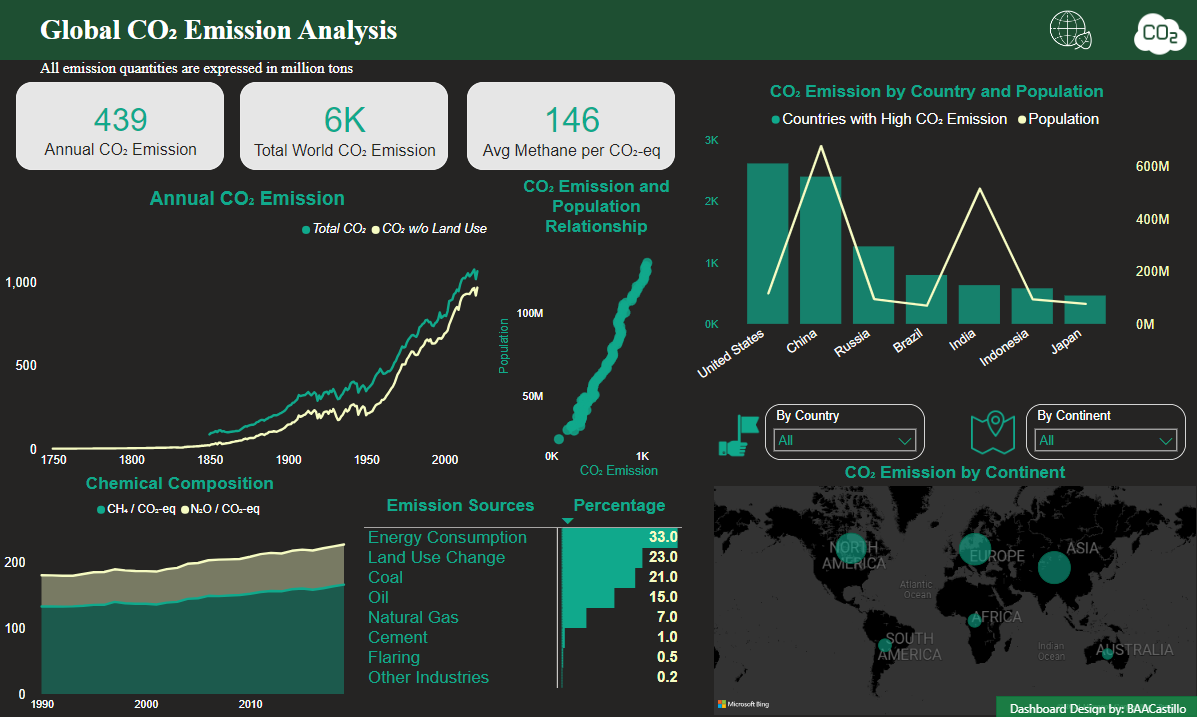 Global CO₂ Emission Analysis
CO₂
All emission quantities are expressed in million tons
439
Annual CO₂ Emission
6K
Total World CO₂ Emission
146
Avg Methane per CO₂-eq
Annual CO₂ Emission
Total CO₂ CO₂ w/o Land Use
1,000
500
0
1750 1800 1850 1900 1950 2000
CO₂ Emission and
Population
Relationship
Population
100M
50M
0K 1K
CO₂ Emission
CO₂ Emission by Country and Population
Countries with High CO₂ Emission Population
3K
2K
1K
0K
600M
400M
200M
0M
United States China Russia Brazil India Indonesia Japan
By Country
All
By Continent
All
Chemical Composition
CH₄ / CO₂-eq N₂O / CO₂-eq
200
100
0
1990 2000 2010
Emission Sources Percentage
Energy Consumption 33.0
Land Use Change 23.0
Coal 21.0
Oil 15.0
Natural Gas 7.0
Cement 1.0
Flaring 0.5
Other Industries 0.2
CO₂ Emission by Continent
NORTH
AMERICA
EUROPE
ASIA
Atlantic
Ocean
AFRICA
SOUTH
AMERICA
Indian
Ocean
AUSTRALIA
Microsoft Bing
Dashboard Design by: BAACastillo